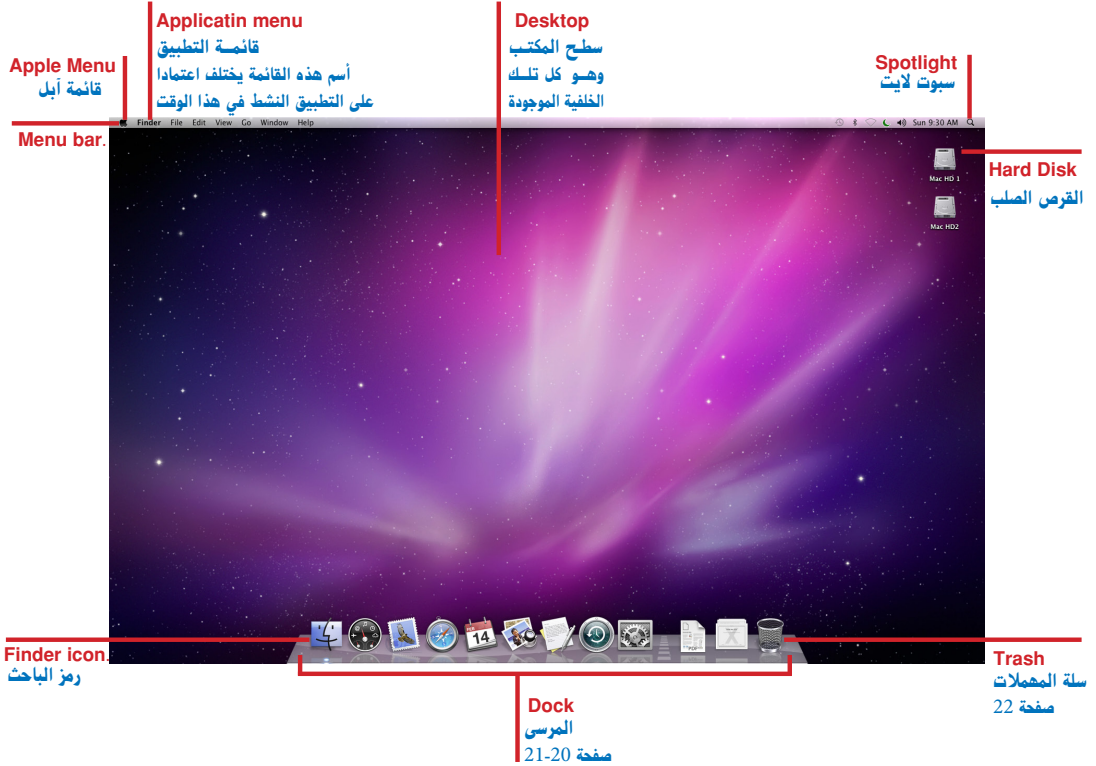 Applicatin menu
قائمــة التطبيق
أسم هذه القائمة يختلف اعتمادا
على التطبيق النشط في هذا الوقت
Desktop
سطـح المكتـب
وهــو كل تلــك
الخلفية الموجودة
Apple Menu
قائمة آبل
Spotlight
سبوت لايت
Menu bar.
Finder File Edit View Go Window Help
Sun 9:30 AM
Hard Disk
القرص الصلب
Mac HD 1
Mac HD2
FEB
14
PDF
Finder icon.
رمز الباحث
Trash
سلة المهملات
صفحة 22
Dock
المرسى
صفحة 20-21